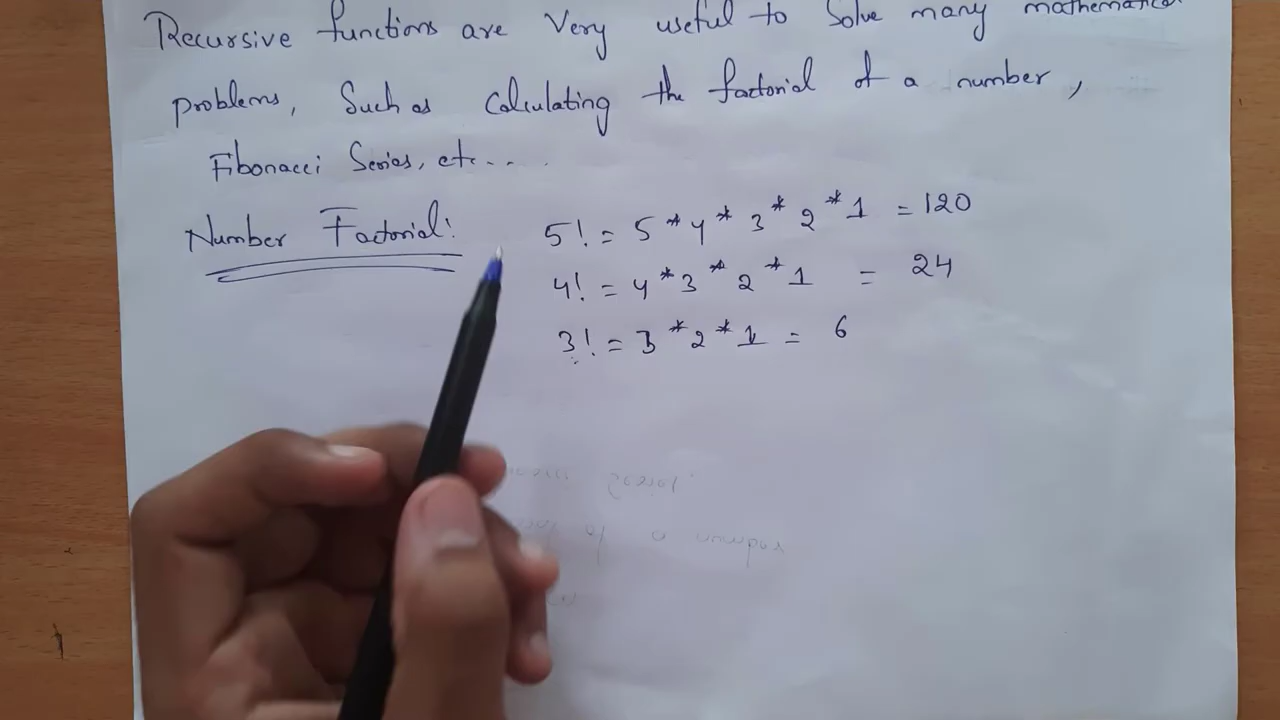 Recursive functions are very useful to solve many mathematical
problems, Such as Calculating the factorial of a number,
Fibonacci Series, etc....
Number Factorial: 5! = 5 * 4 * 3 * 2 * 1 = 120
4! = 4 * 3 * 2 * 1 = 24
3! = 3 * 2 * 1 = 6